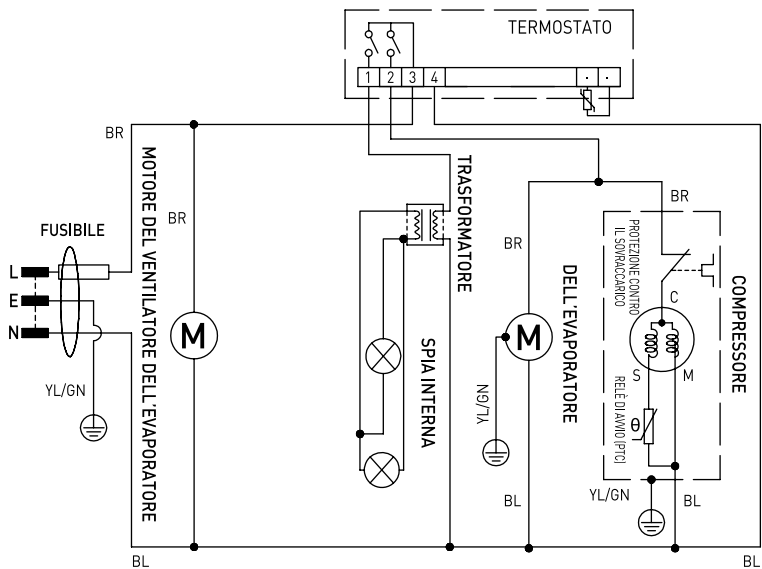 TERMOSTATO
1 2 3 4 · ·
BR
MOTORE DEL VENTILATORE DELL'EVAPORATORE
BR
TRASFORMATORE
BR
BR
FUSIBILE
L
E
N
PROTEZIONE CONTRO
IL SOVRACCARICO
DELL'EVAPORATORE
COMPRESSORE
C
M
M
SPIA INTERNA
S
M
YL/GN
YL/GN
RELÈ DI AVVIO (PTC)
θ
YL/GN
BL
BL
BL
BL